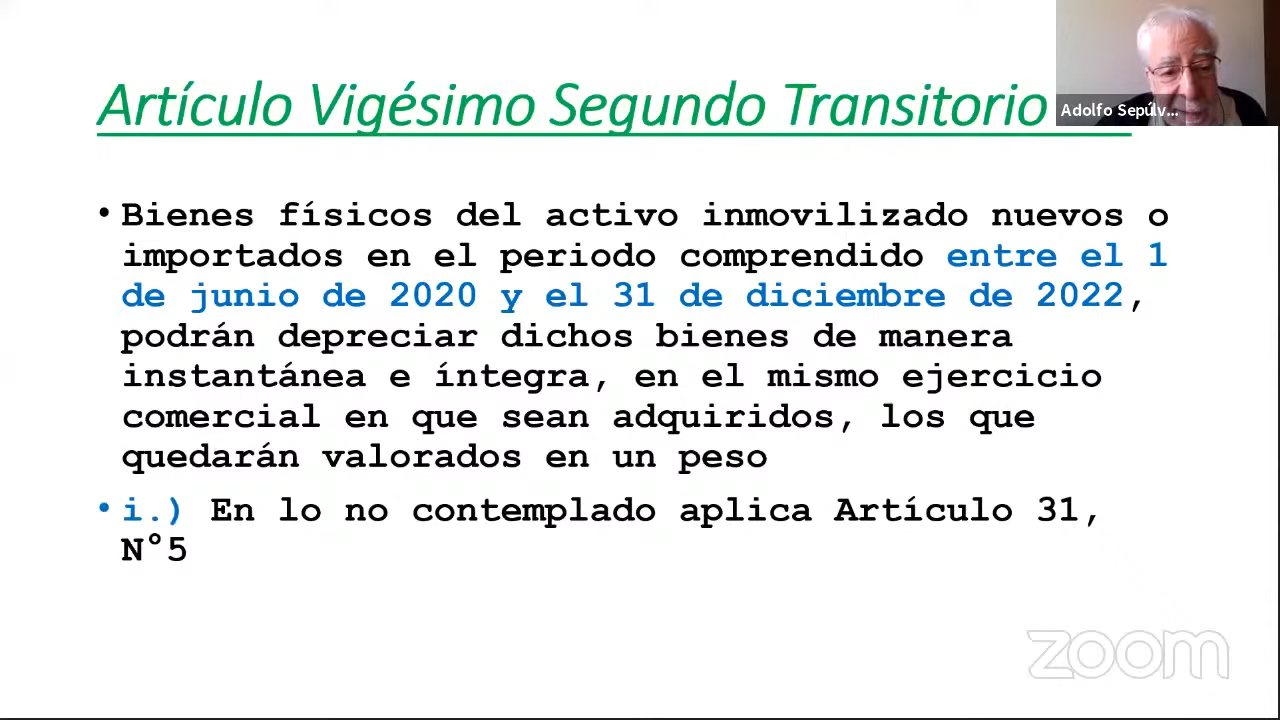 Artículo Vigésimo Segundo Transitorio
Adolfo Sepúlv...
• Bienes físicos del activo inmovilizado nuevos o
importados en el periodo comprendido entre el 1
de junio de 2020 y el 31 de diciembre de 2022,
podrán depreciar dichos bienes de manera
instantánea e íntegra, en el mismo ejercicio
comercial en que sean adquiridos, los que
quedarán valorados en un peso
• i.) En lo no contemplado aplica Artículo 31,
N°5
zoom